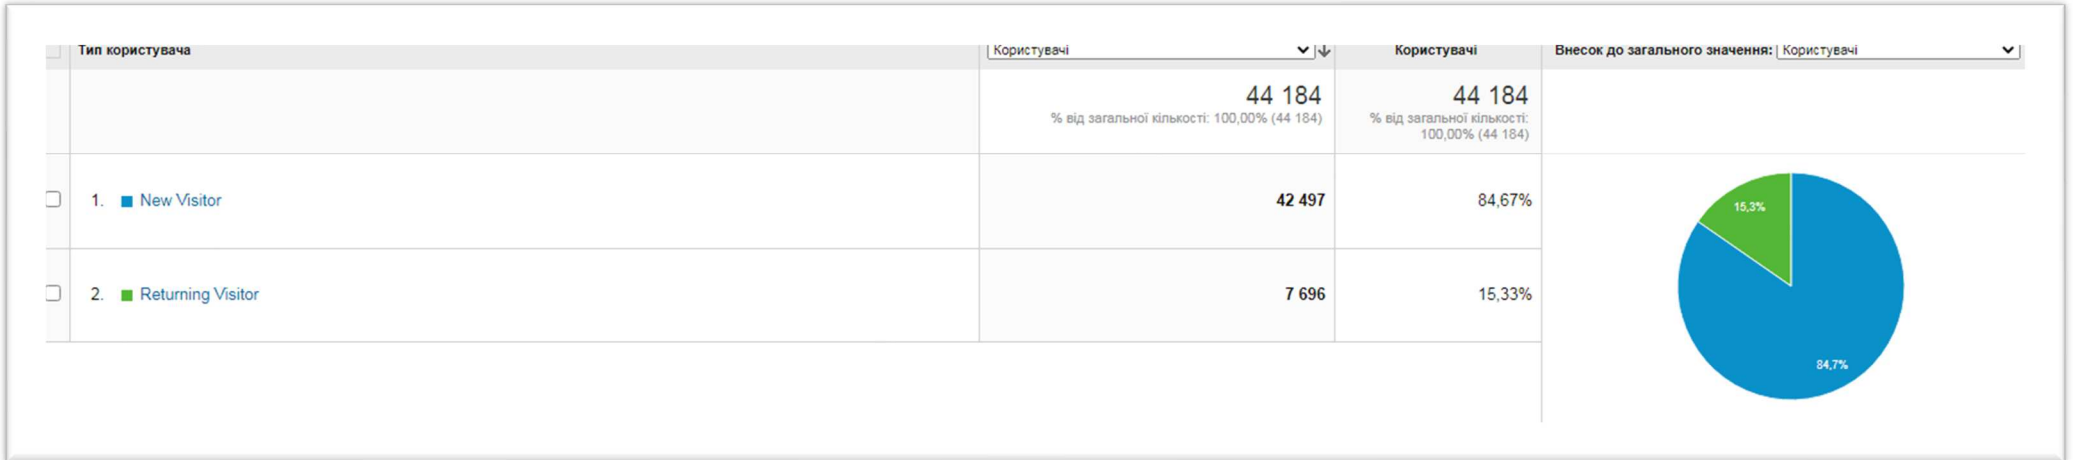 Тип користувача Користувачі Користувачі Внесок до загального значення: Користувачі
44 184 44 184
% від загальної кількості: 100,00% (44 184) % від загальної кількості:
100,00% (44 184)
1. New Visitor 42 497 84,67%
15,3%
2. Returning Visitor 7 696 15,33%
84,7%